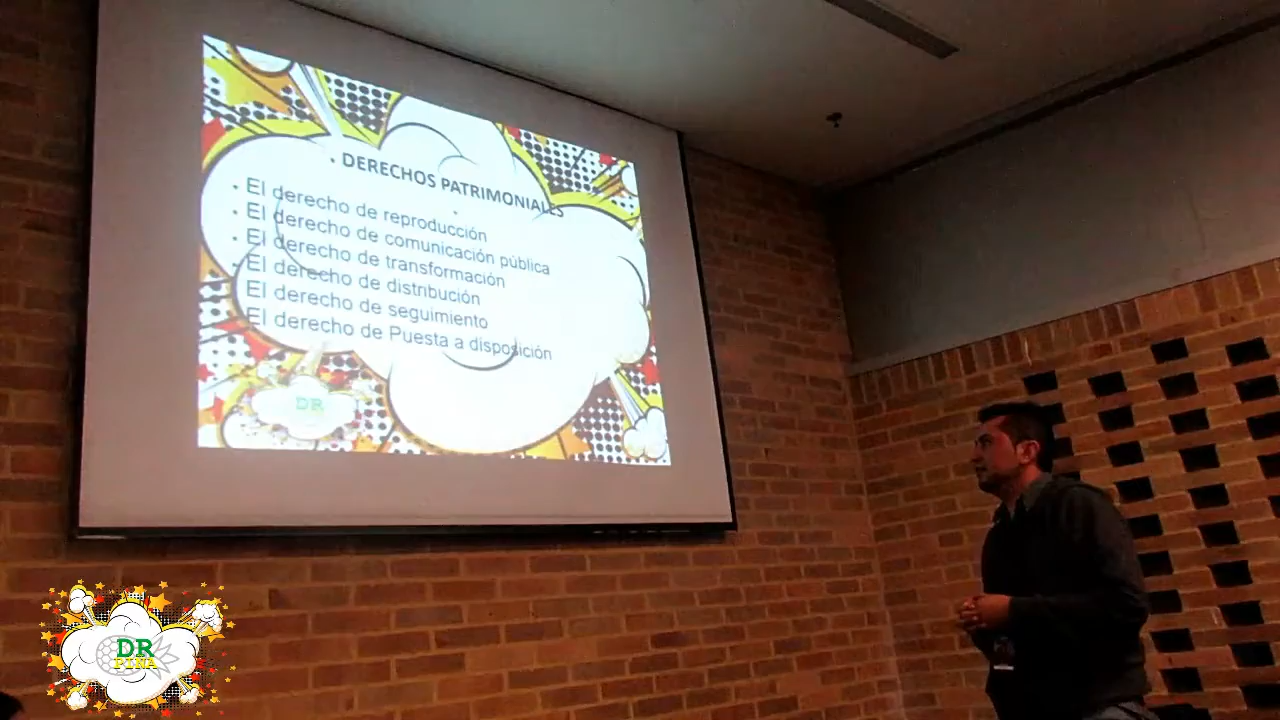 • DERECHOS PATRIMONIALES
•
• El derecho de reproducción
• El derecho de comunicación pública
• El derecho de transformación
• El derecho de distribución
• El derecho de seguimiento
El derecho de Puesta a disposición
DR
DR
PIÑA